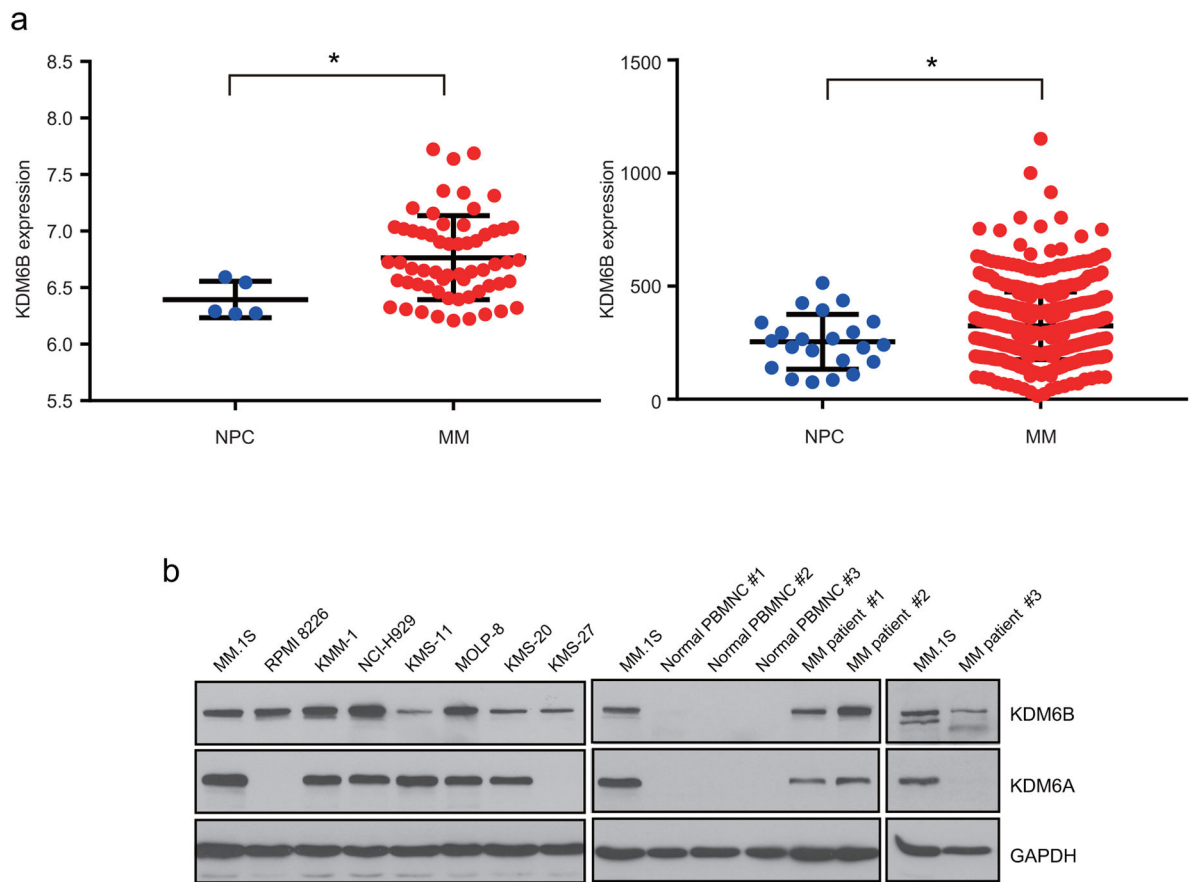 a
*
8.5
8.0
7.5
7.0
6.5
6.0
5.5
KDM6B expression
NPC
MM
*
1500
1000
500
0
KDM6B expression
NPC
MM
b
MM.1S
RPMI 8226
KMM-1
NCI-H929
KMS-11
MOLP-8
KMS-20
KMS-27
MM.1S
Normal PBMNC #1
Normal PBMNC #2
Normal PBMNC #3
MM patient #1
MM patient #2
MM.1S
MM patient #3
KDM6B
KDM6A
GAPDH